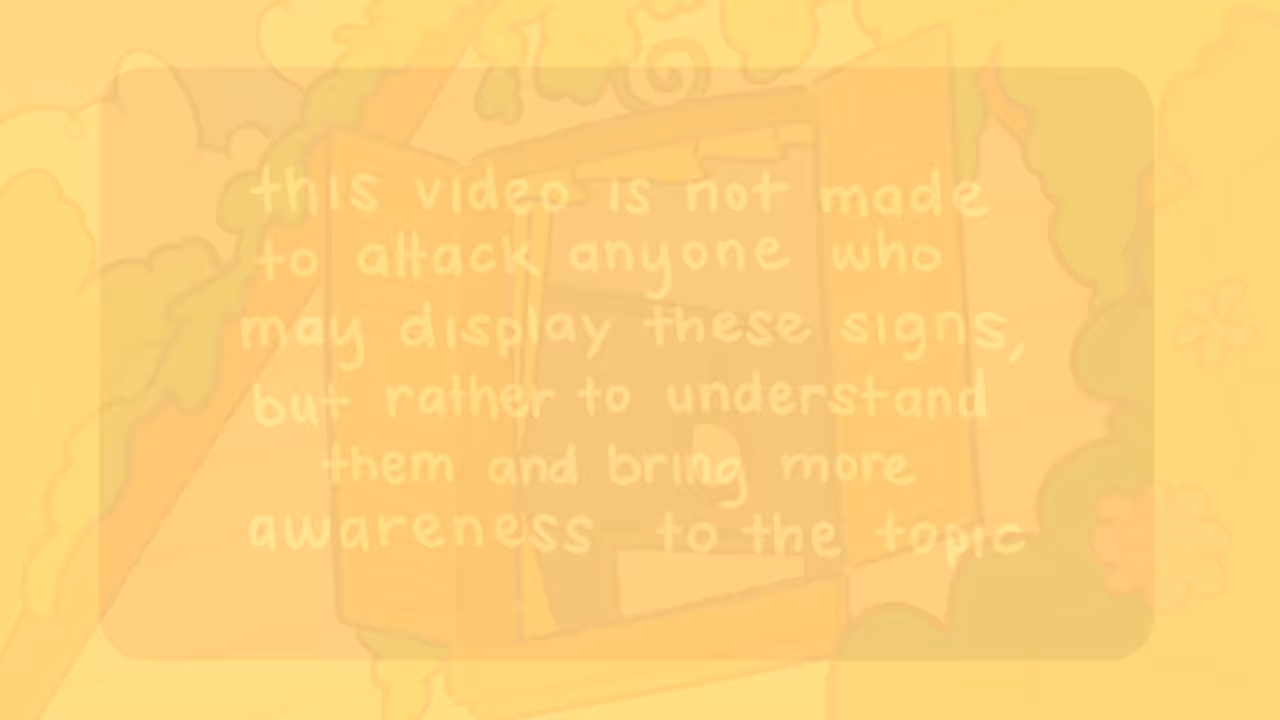 this video is not made
to attack anyone who
may display these signs,
but rather to understand
them and bring more
awareness to the topic